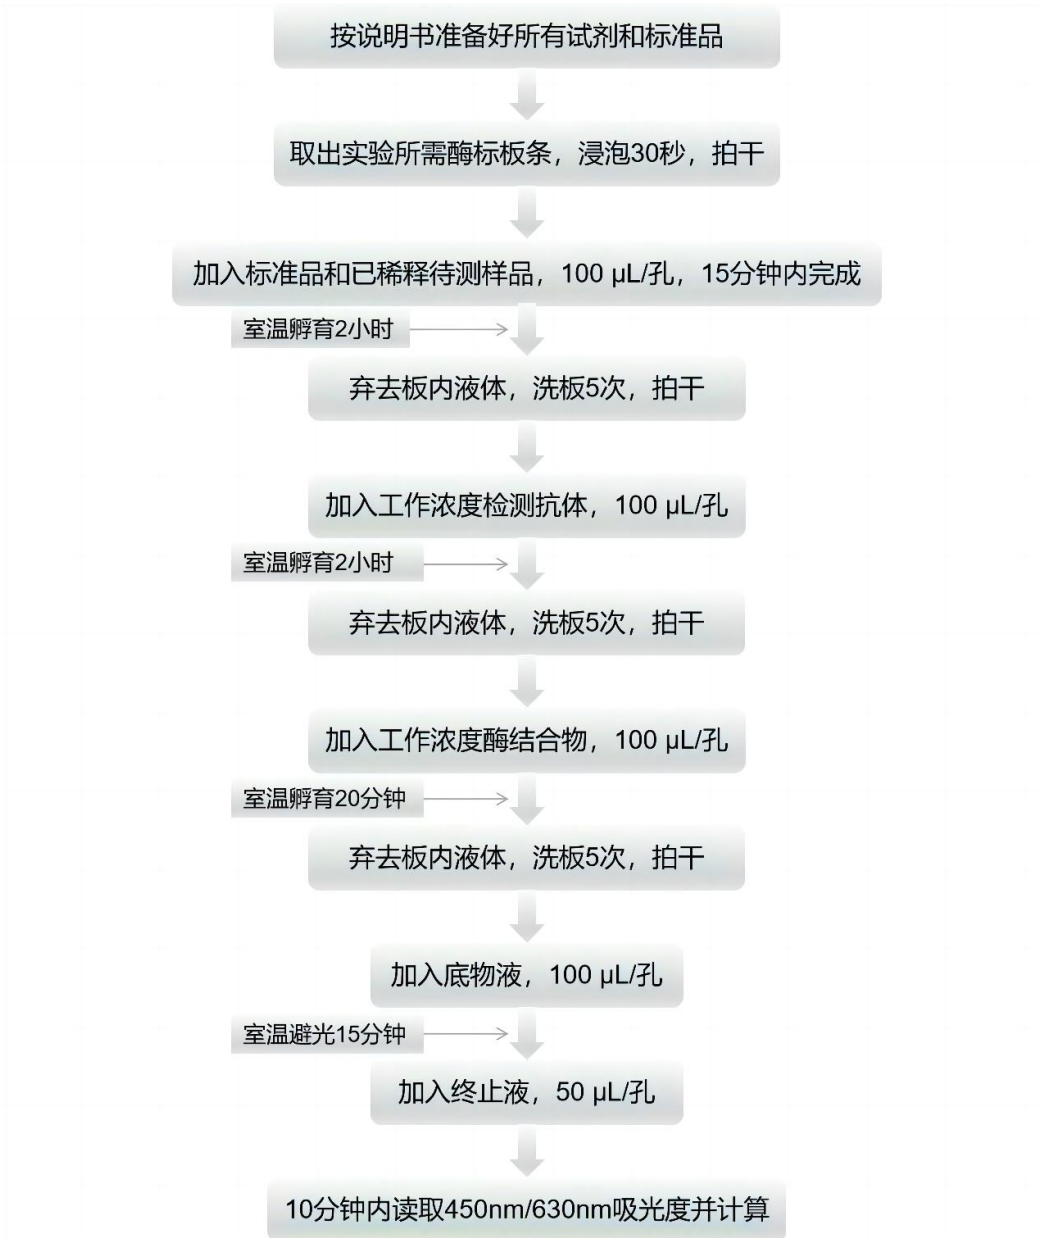 按说明书准备好所有试剂和标准品
取出实验所需酶标板条，浸泡30秒，拍干
加入标准品和已稀释待测样品，100 μL/孔，15分钟内完成
室温孵育2小时
弃去板内液体，洗板5次，拍干
加入工作浓度检测抗体，100 μL/孔
室温孵育2小时
弃去板内液体，洗板5次，拍干
加入工作浓度酶结合物，100 μL/孔
室温孵育20分钟
弃去板内液体，洗板5次，拍干
加入底物液，100 μL/孔
室温避光15分钟
加入终止液，50 μL/孔
10分钟内读取450nm/630nm吸光度并计算